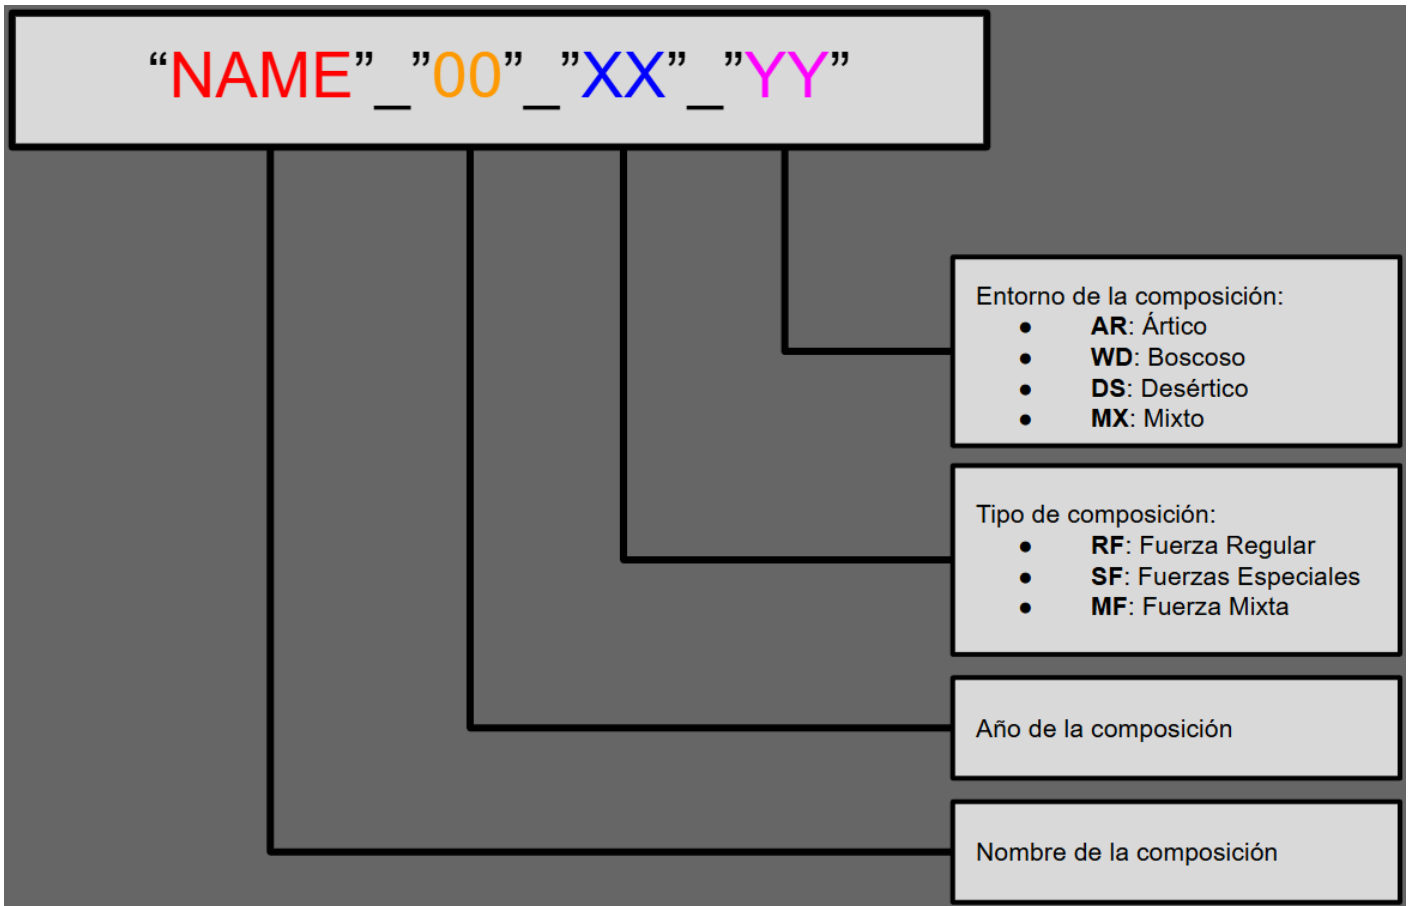 “NAME”_”00”_”XX”_”YY”
Entorno de la composición:
● AR: Ártico
● WD: Boscoso
● DS: Desértico
● MX: Mixto
Tipo de composición:
● RF: Fuerza Regular
● SF: Fuerzas Especiales
● MF: Fuerza Mixta
Año de la composición
Nombre de la composición